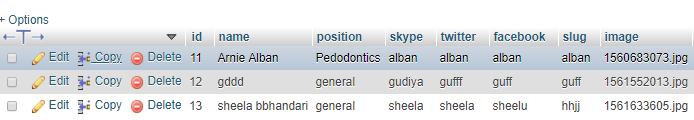 + Options
id name position skype twitter facebook slug image
Edit Copy Delete 11 Arnie Alban Pedodontics alban alban alban alban 1560683073.jpg
Edit Copy Delete 12 gddd general gudiya gufff guff guff 1561552013.jpg
Edit Copy Delete 13 sheela bbhandari general sheela sheela sheelu hhjj 1561633605.jpg